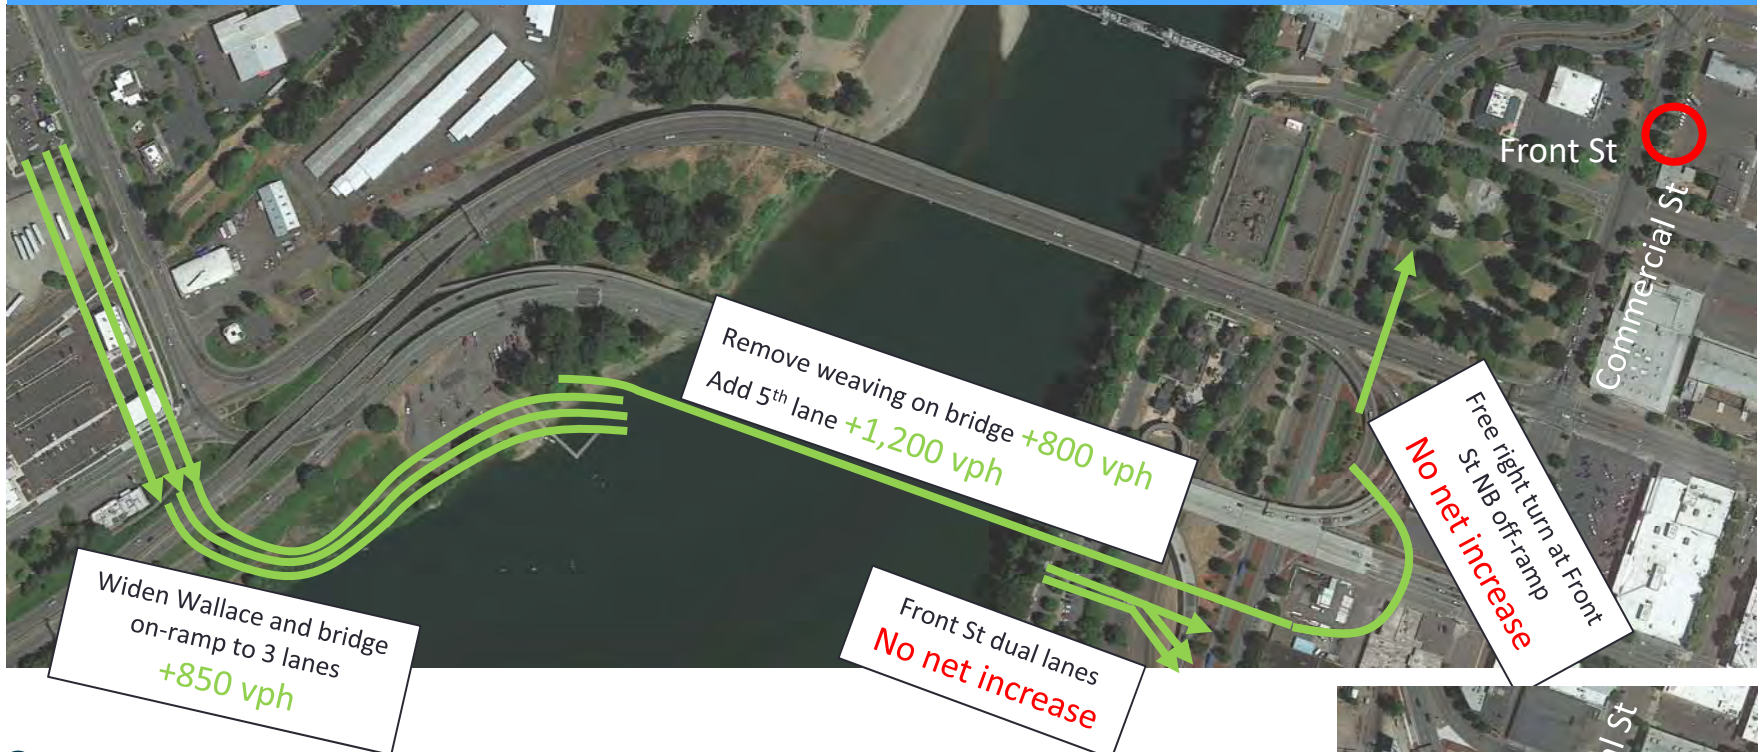 Front St
Commercial St
Remove weaving on bridge +800 vph
Add 5th lane +1,200 vph
Free right turn at Front
St NB off-ramp
No net increase
Widen Wallace and bridge
on-ramp to 3 lanes
+850 vph
Front St dual lanes
No net increase
St